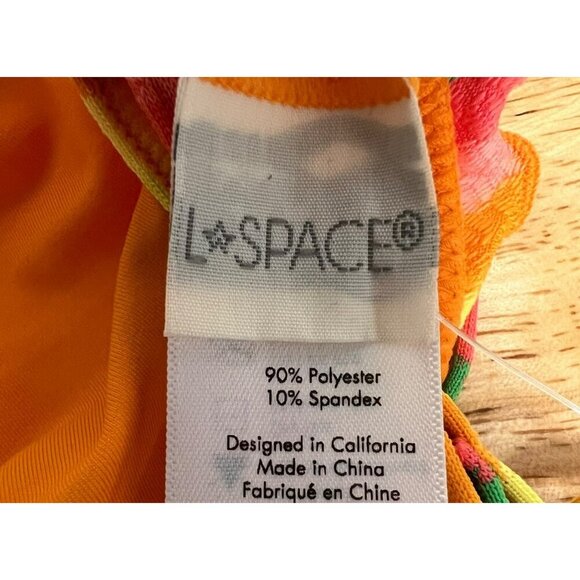 L☆SPACE®
90% Polyester
10% Spandex
Designed in California
Made in China
Fabriqué en Chine